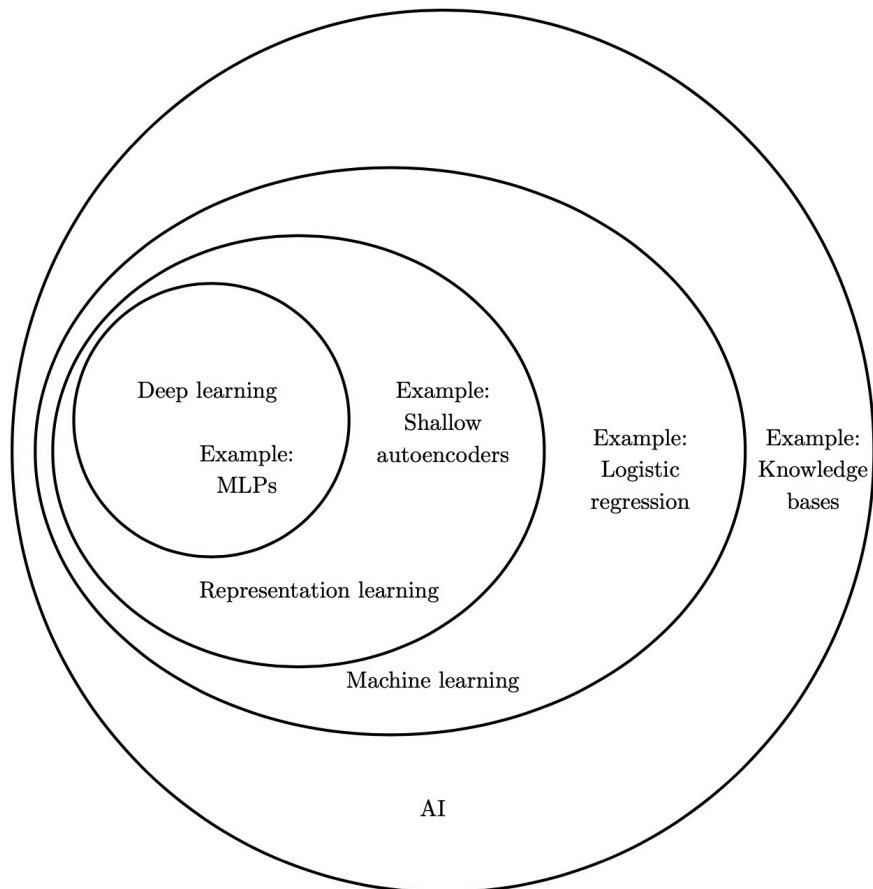 Deep learning
Example:
MLPs
Example:
Shallow
autoencoders
Example:
Logistic
regression
Example:
Knowledge
bases
Representation learning
Machine learning
AI